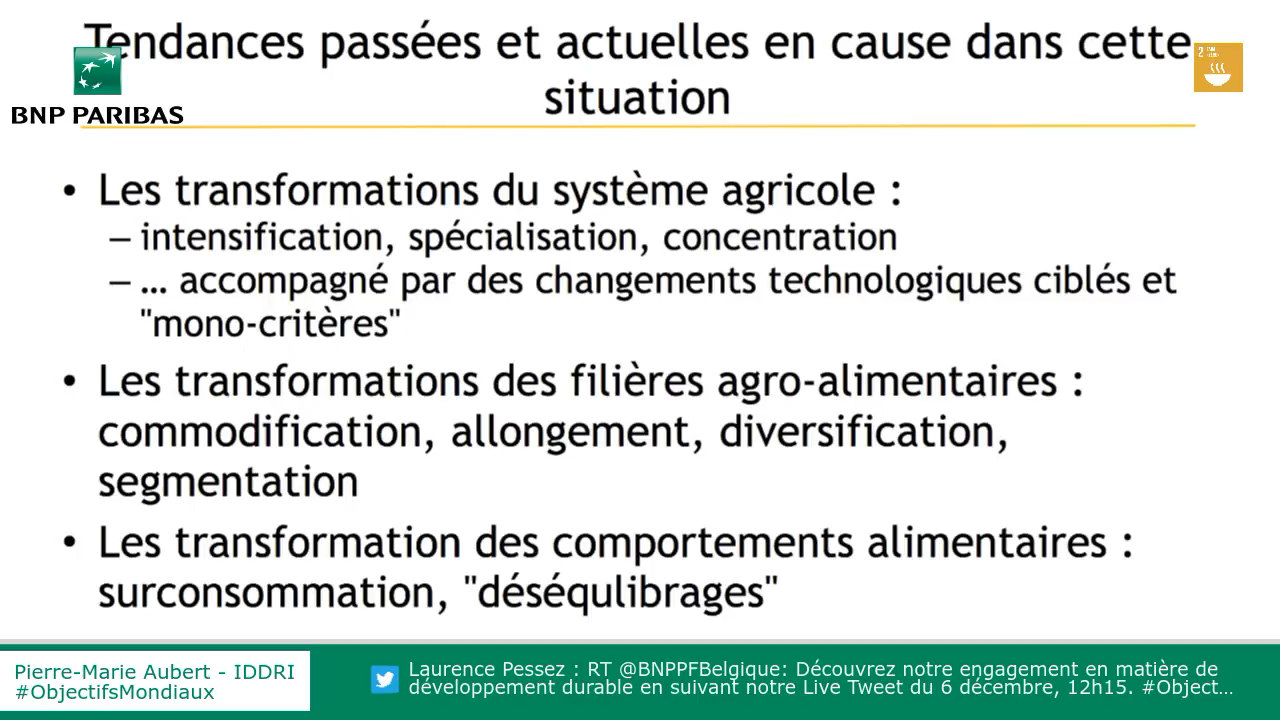 Tendances passées et actuelles en cause dans cette
situation
BNP PARIBAS
2
• Les transformations du système agricole :
– intensification, spécialisation, concentration
– ... accompagné par des changements technologiques ciblés et
"mono-critères"
• Les transformations des filières agro-alimentaires :
commodification, allongement, diversification,
segmentation
• Les transformation des comportements alimentaires :
surconsommation, "déséqulibrages"
Pierre-Marie Aubert - IDDRI
#ObjectifsMondiaux
Laurence Pessez : RT @BNPPFBelgique: Découvrez notre engagement en matière de
développement durable en suivant notre Live Tweet du 6 décembre, 12h15. #Object...